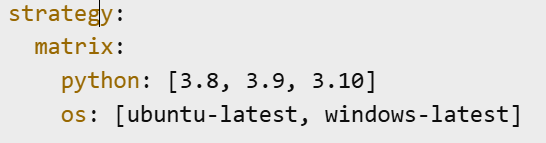 strategy:
  matrix:
    python: [3.8, 3.9, 3.10]
    os: [ubuntu-latest, windows-latest]